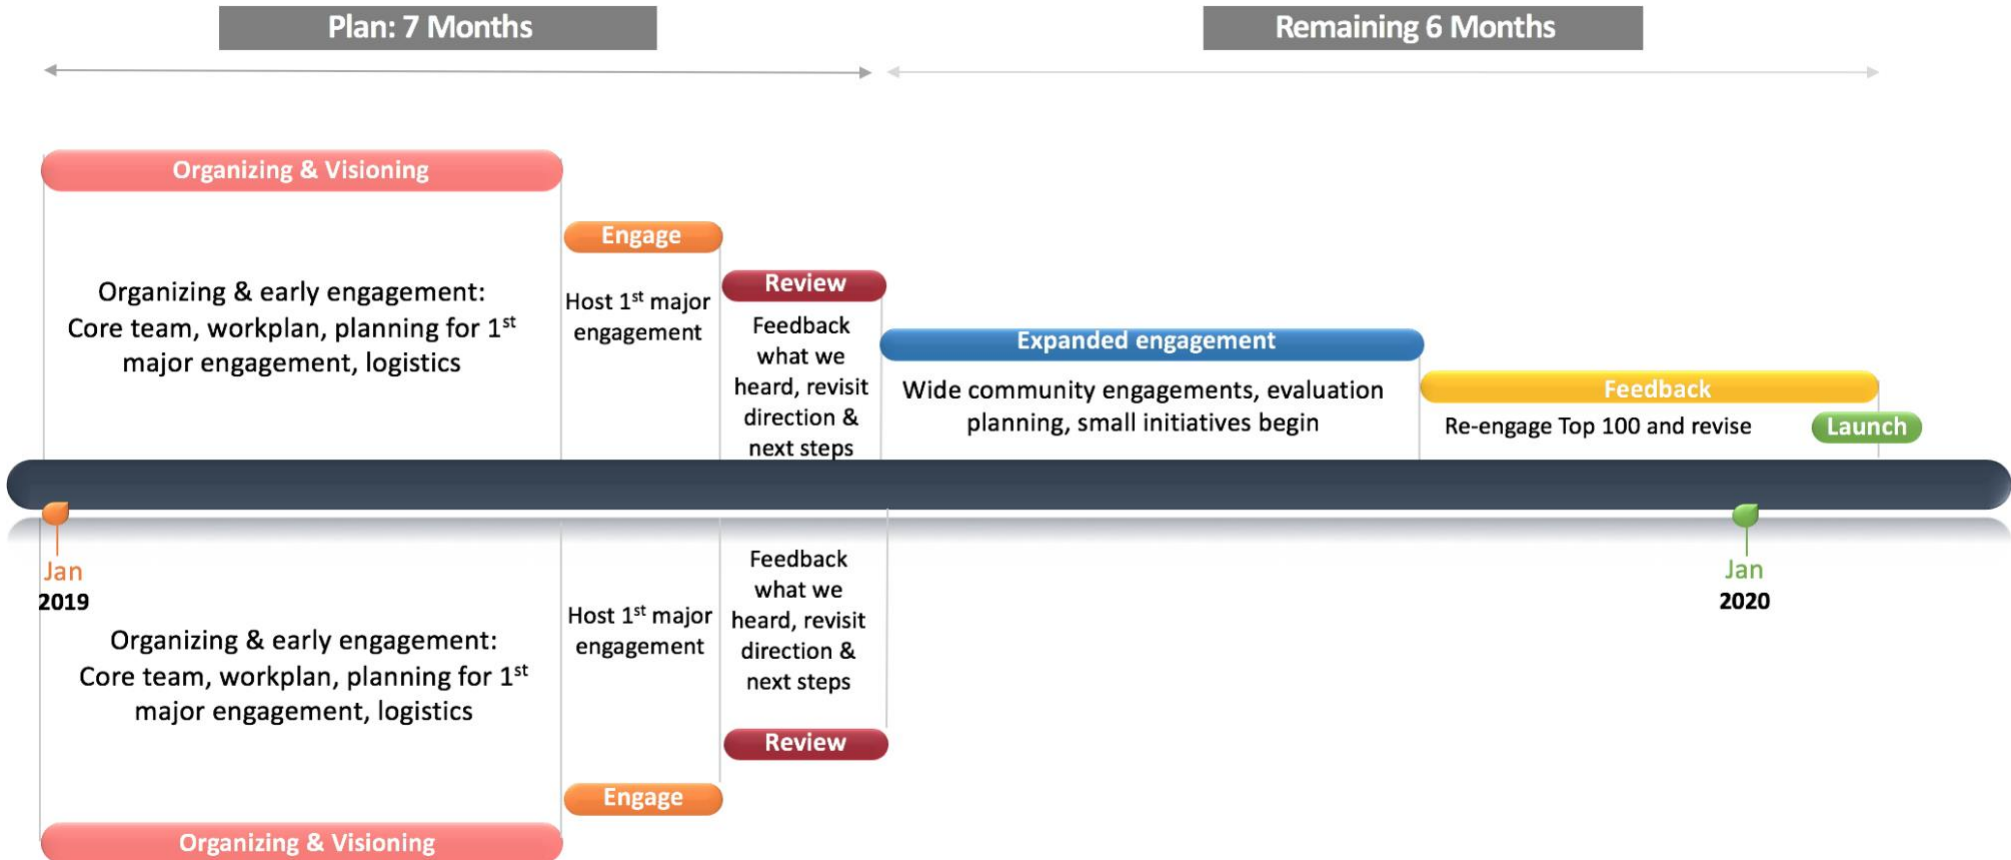 Plan: 7 Months
Remaining 6 Months
Organizing & Visioning
Organizing & early engagement:
Core team, workplan, planning for 1st
major engagement, logistics
Engage
Host 1st major
engagement
Review
Feedback
what we
heard, revisit
direction &
next steps
Expanded engagement
Wide community engagements, evaluation
planning, small initiatives begin
Feedback
Re-engage Top 100 and revise
Launch
Jan
2019
Jan
2020
Organizing & early engagement:
Core team, workplan, planning for 1st
major engagement, logistics
Organizing & Visioning
Host 1st major
engagement
Engage
Feedback
what we
heard, revisit
direction &
next steps
Review